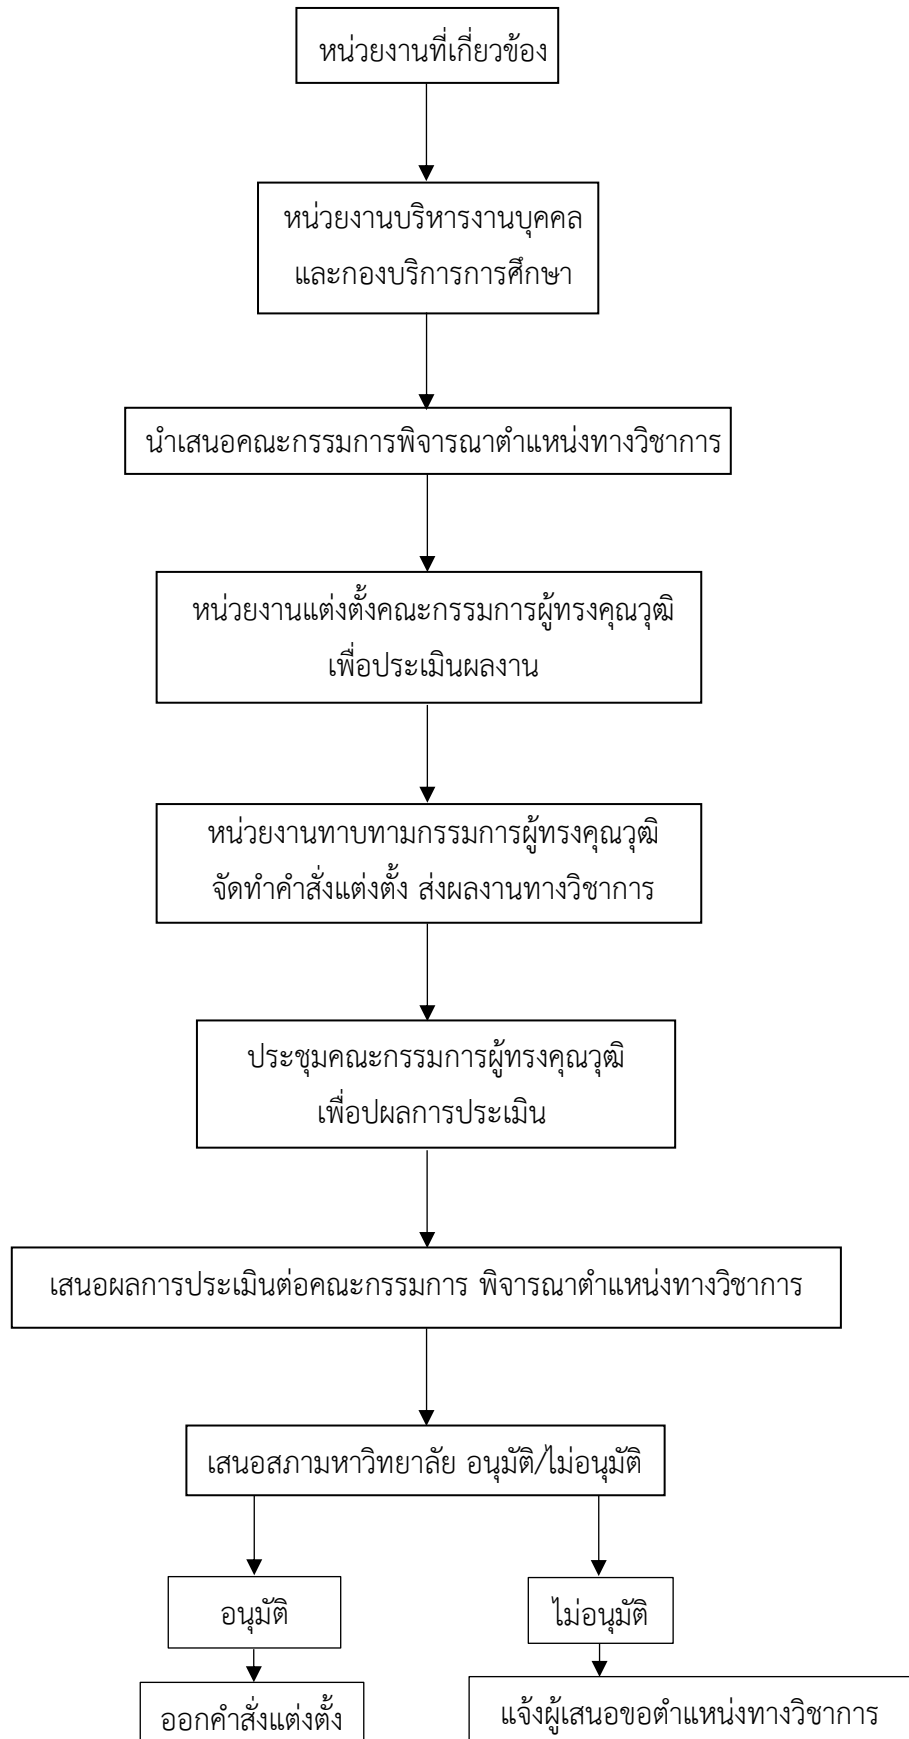 หน่วยงานที่เกี่ยวข้อง
หน่วยงานบริหารงานบุคคล
และกองบริการการศึกษา
นำเสนอคณะกรรมการพิจารณาตำแหน่งทางวิชาการ
หน่วยงานแต่งตั้งคณะกรรมการผู้ทรงคุณวุฒิ
เพื่อประเมินผลงาน
หน่วยงานทาบทามกรรมการผู้ทรงคุณวุฒิ
จัดทำคำสั่งแต่งตั้ง ส่งผลงานทางวิชาการ
ประชุมคณะกรรมการผู้ทรงคุณวุฒิ
เพื่อปผลการประเมิน
เสนอผลการประเมินต่อคณะกรรมการ พิจารณาตำแหน่งทางวิชาการ
เสนอสภามหาวิทยาลัย อนุมัติ/ไม่อนุมัติ
อนุมัติ
ไม่อนุมัติ
ออกคำสั่งแต่งตั้ง
แจ้งผู้เสนอขอตำแหน่งทางวิชาการ